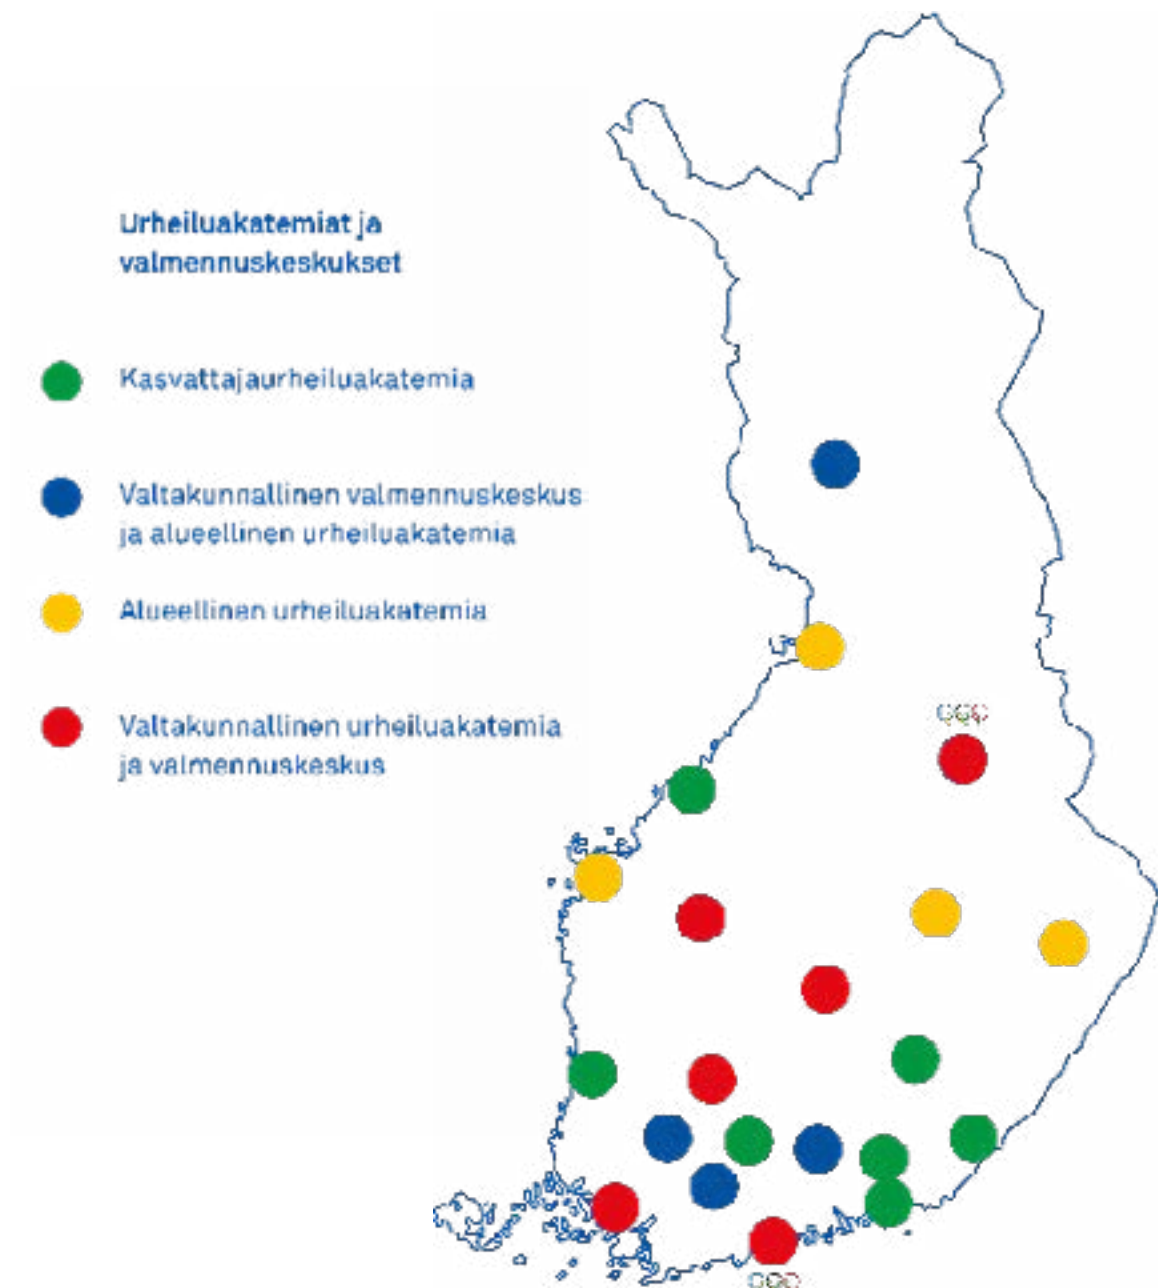 Urheiluakatemiat ja
valmennuskeskukset
Kasvattajaurheiluakatemia
Valtakunnallinen valmennuskeskus
ja alueellinen urheiluakatemia
Alueellinen urheiluakatemia
Valtakunnallinen urheiluakatemia
ja valmennuskeskus